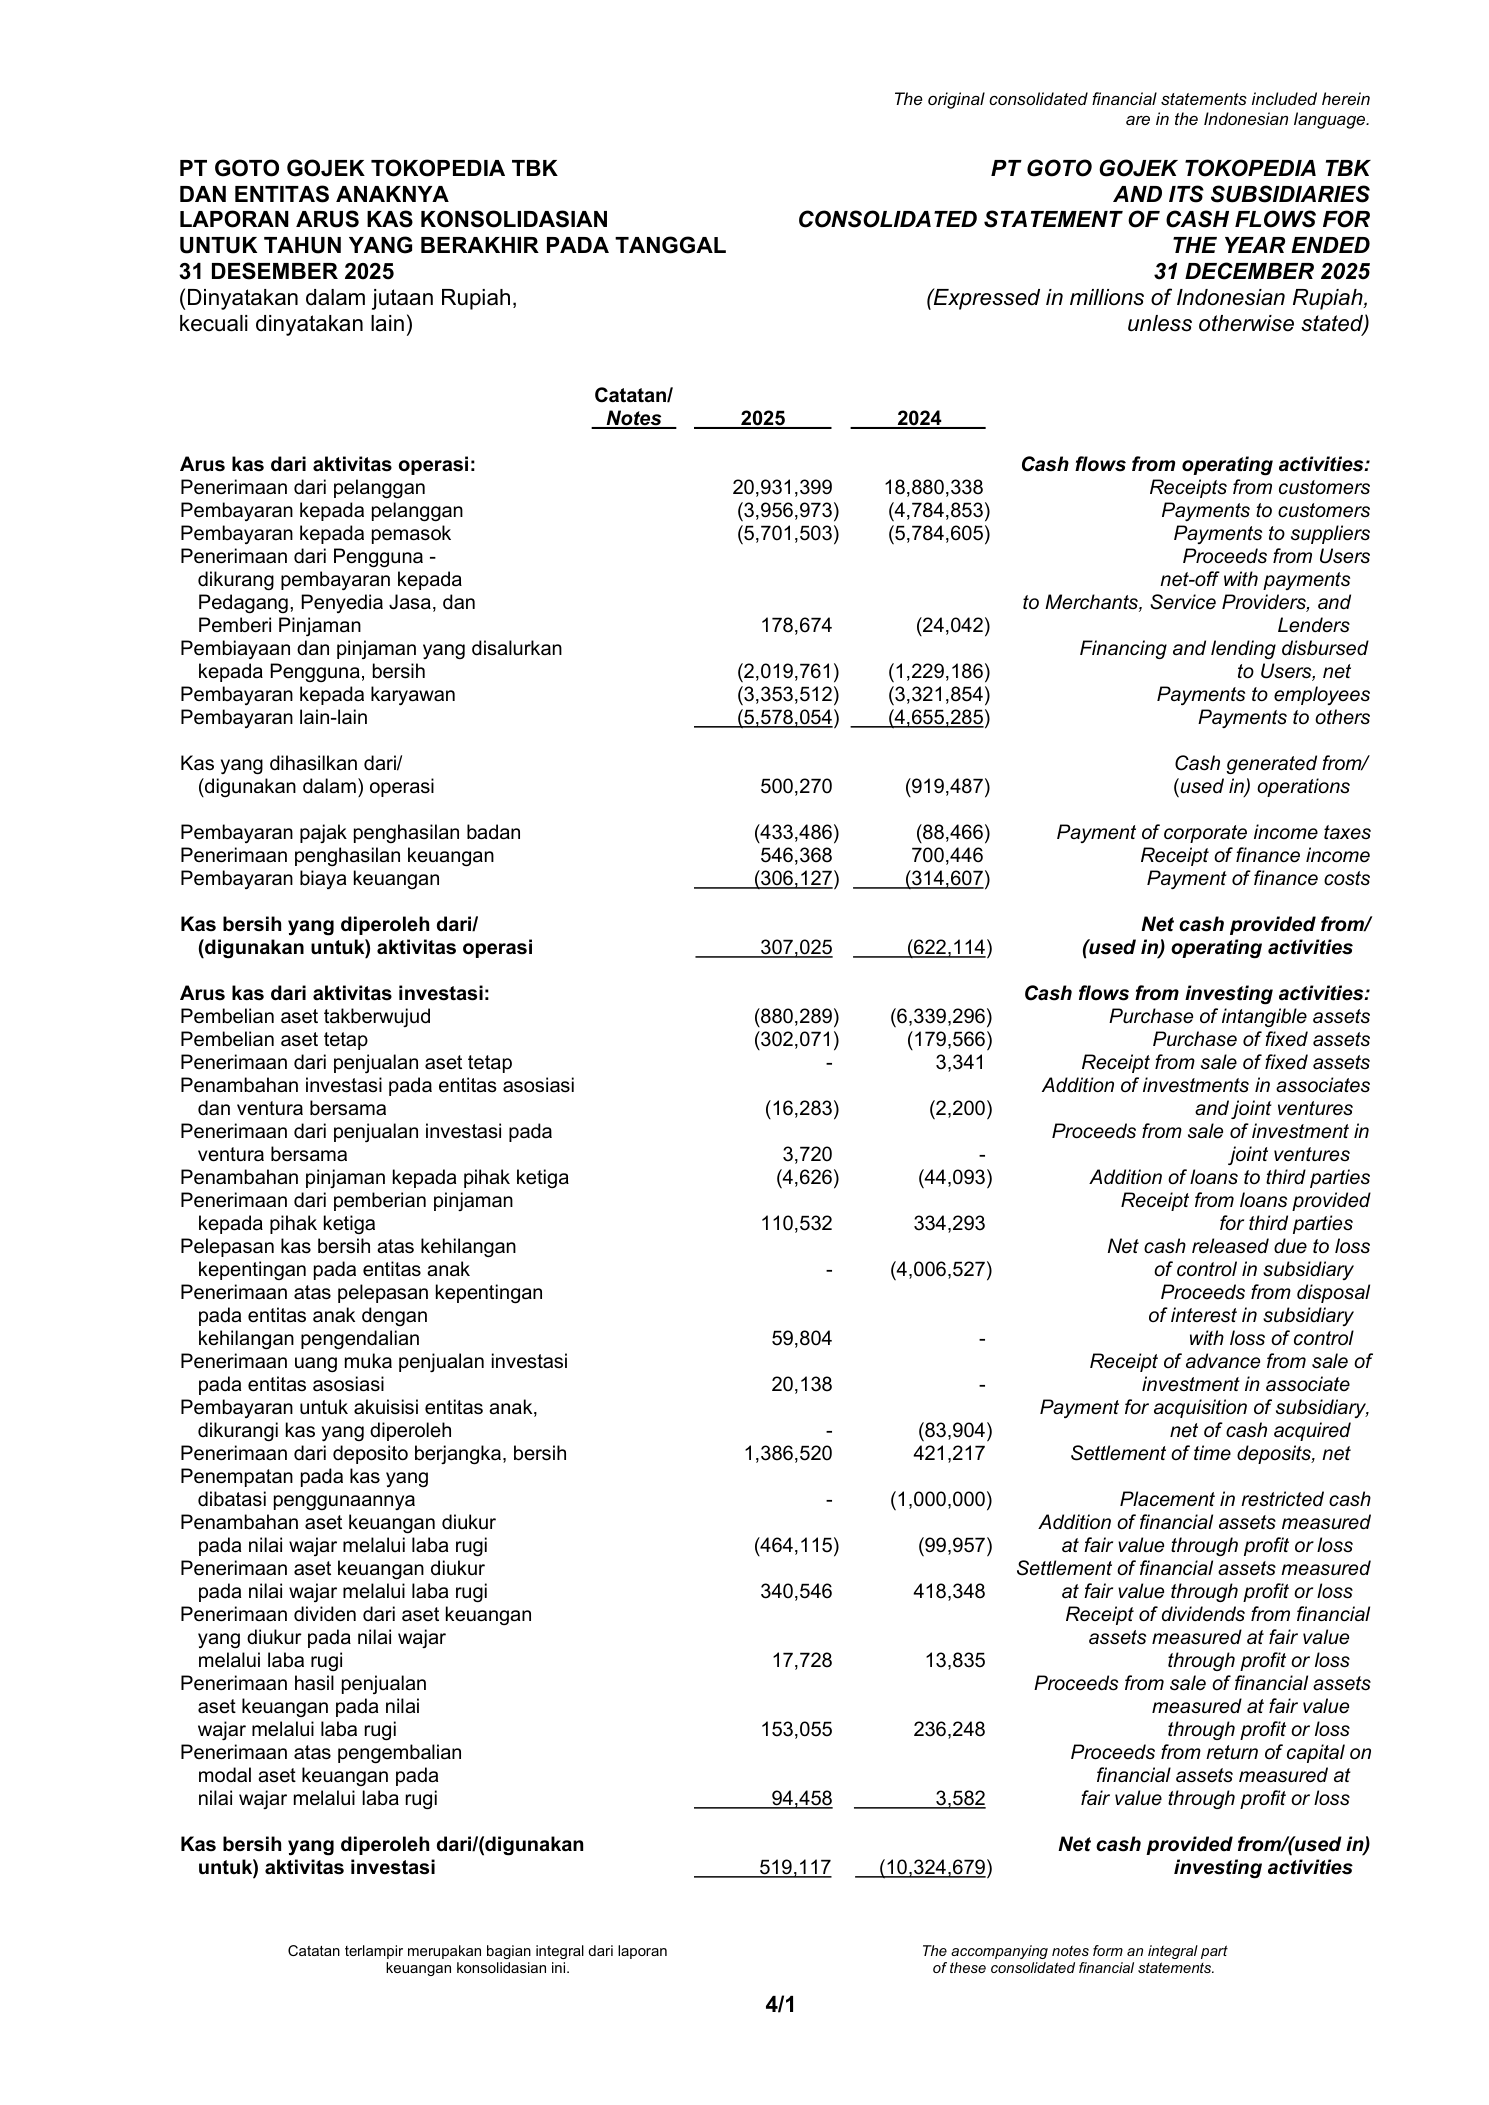 The original consolidated financial statements included herein
are in the Indonesian language.
PT GOTO GOJEK TOKOPEDIA TBK
DAN ENTITAS ANAKNYA
LAPORAN ARUS KAS KONSOLIDASIAN
UNTUK TAHUN YANG BERAKHIR PADA TANGGAL
31 DESEMBER 2025
(Dinyatakan dalam jutaan Rupiah,
kecuali dinyatakan lain)
PT GOTO GOJEK TOKOPEDIA TBK
AND ITS SUBSIDIARIES
CONSOLIDATED STATEMENT OF CASH FLOWS FOR
THE YEAR ENDED
31 DECEMBER 2025
(Expressed in millions of Indonesian Rupiah,
unless otherwise stated)
Catatan/
Notes 2025 2024
Arus kas dari aktivitas operasi: Cash flows from operating activities:
Penerimaan dari pelanggan 20,931,399 18,880,338 Receipts from customers
Pembayaran kepada pelanggan (3,956,973) (4,784,853) Payments to customers
Pembayaran kepada pemasok (5,701,503) (5,784,605) Payments to suppliers
Penerimaan dari Pengguna - Proceeds from Users
dikurang pembayaran kepada net-off with payments
Pedagang, Penyedia Jasa, dan to Merchants, Service Providers, and
Pemberi Pinjaman 178,674 (24,042) Lenders
Pembiayaan dan pinjaman yang disalurkan Financing and lending disbursed
kepada Pengguna, bersih (2,019,761) (1,229,186) to Users, net
Pembayaran kepada karyawan (3,353,512) (3,321,854) Payments to employees
Pembayaran lain-lain (5,578,054) (4,655,285) Payments to others
Kas yang dihasilkan dari/ Cash generated from/
(digunakan dalam) operasi 500,270 (919,487) (used in) operations
Pembayaran pajak penghasilan badan (433,486) (88,466) Payment of corporate income taxes
Penerimaan penghasilan keuangan 546,368 700,446 Receipt of finance income
Pembayaran biaya keuangan (306,127) (314,607) Payment of finance costs
Kas bersih yang diperoleh dari/ Net cash provided from/
(digunakan untuk) aktivitas operasi 307,025 (622,114) (used in) operating activities
Arus kas dari aktivitas investasi: Cash flows from investing activities:
Pembelian aset takberwujud (880,289) (6,339,296) Purchase of intangible assets
Pembelian aset tetap (302,071) (179,566) Purchase of fixed assets
Penerimaan dari penjualan aset tetap - 3,341 Receipt from sale of fixed assets
Penambahan investasi pada entitas asosiasi Addition of investments in associates
dan ventura bersama (16,283) (2,200) and joint ventures
Penerimaan dari penjualan investasi pada Proceeds from sale of investment in
ventura bersama 3,720 - joint ventures
Penambahan pinjaman kepada pihak ketiga (4,626) (44,093) Addition of loans to third parties
Penerimaan dari pemberian pinjaman Receipt from loans provided
kepada pihak ketiga 110,532 334,293 for third parties
Pelepasan kas bersih atas kehilangan Net cash released due to loss
kepentingan pada entitas anak - (4,006,527) of control in subsidiary
Penerimaan atas pelepasan kepentingan Proceeds from disposal
pada entitas anak dengan of interest in subsidiary
kehilangan pengendalian 59,804 - with loss of control
Penerimaan uang muka penjualan investasi Receipt of advance from sale of
pada entitas asosiasi 20,138 - investment in associate
Pembayaran untuk akuisisi entitas anak, Payment for acquisition of subsidiary,
dikurangi kas yang diperoleh - (83,904) net of cash acquired
Penerimaan dari deposito berjangka, bersih 1,386,520 421,217 Settlement of time deposits, net
Penempatan pada kas yang
dibatasi penggunaannya - (1,000,000) Placement in restricted cash
Penambahan aset keuangan diukur Addition of financial assets measured
pada nilai wajar melalui laba rugi (464,115) (99,957) at fair value through profit or loss
Penerimaan aset keuangan diukur Settlement of financial assets measured
pada nilai wajar melalui laba rugi 340,546 418,348 at fair value through profit or loss
Penerimaan dividen dari aset keuangan Receipt of dividends from financial
yang diukur pada nilai wajar assets measured at fair value
melalui laba rugi 17,728 13,835 through profit or loss
Penerimaan hasil penjualan Proceeds from sale of financial assets
aset keuangan pada nilai measured at fair value
wajar melalui laba rugi 153,055 236,248 through profit or loss
Penerimaan atas pengembalian Proceeds from return of capital on
modal aset keuangan pada financial assets measured at
nilai wajar melalui laba rugi 94,458 3,582 fair value through profit or loss
Kas bersih yang diperoleh dari/(digunakan Net cash provided from/(used in)
untuk) aktivitas investasi 519,117 (10,324,679) investing activities
Catatan terlampir merupakan bagian integral dari laporan
keuangan konsolidasian ini.
The accompanying notes form an integral part
of these consolidated financial statements.
4/1